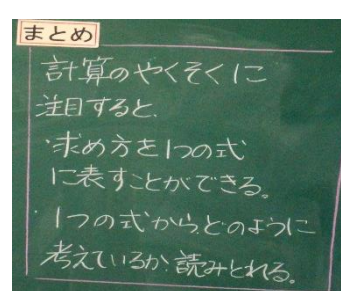 まとめ
計算のやくそくに
注目すると、
・求め方を1つの式
に表すことができる。
・1つの式からどのように
考えているか読みとれる。